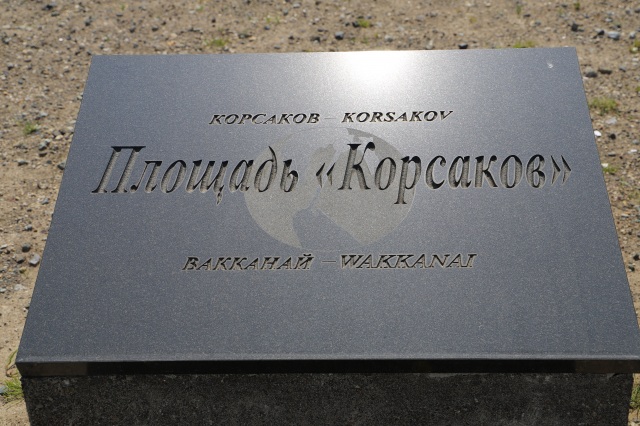 КОРСАКОВ – KORSAKOV
Площадь «Корсаков»
ВАККАНАЙ – WAKKANAI